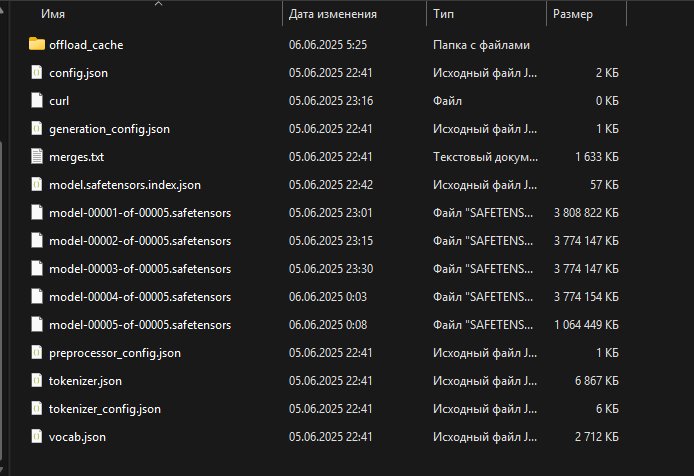 Имя Дата изменения Тип Размер
offload_cache 06.06.2025 5:25 Папка с файлами
config.json 05.06.2025 22:41 Исходный файл J... 2 КБ
curl 05.06.2025 23:16 Файл 0 КБ
generation_config.json 05.06.2025 22:41 Исходный файл J... 1 КБ
merges.txt 05.06.2025 22:41 Текстовый докум... 1 633 КБ
model.safetensors.index.json 05.06.2025 22:42 Исходный файл J... 57 КБ
model-00001-of-00005.safetensors 05.06.2025 23:01 Файл "SAFETENS... 3 808 822 КБ
model-00002-of-00005.safetensors 05.06.2025 23:15 Файл "SAFETENS... 3 774 147 КБ
model-00003-of-00005.safetensors 05.06.2025 23:30 Файл "SAFETENS... 3 774 147 КБ
model-00004-of-00005.safetensors 06.06.2025 0:03 Файл "SAFETENS... 3 774 154 КБ
model-00005-of-00005.safetensors 06.06.2025 0:08 Файл "SAFETENS... 1 064 449 КБ
preprocessor_config.json 05.06.2025 22:41 Исходный файл J... 1 КБ
tokenizer.json 05.06.2025 22:41 Исходный файл J... 6 867 КБ
tokenizer_config.json 05.06.2025 22:41 Исходный файл J... 6 КБ
vocab.json 05.06.2025 22:41 Исходный файл J... 2 712 КБ